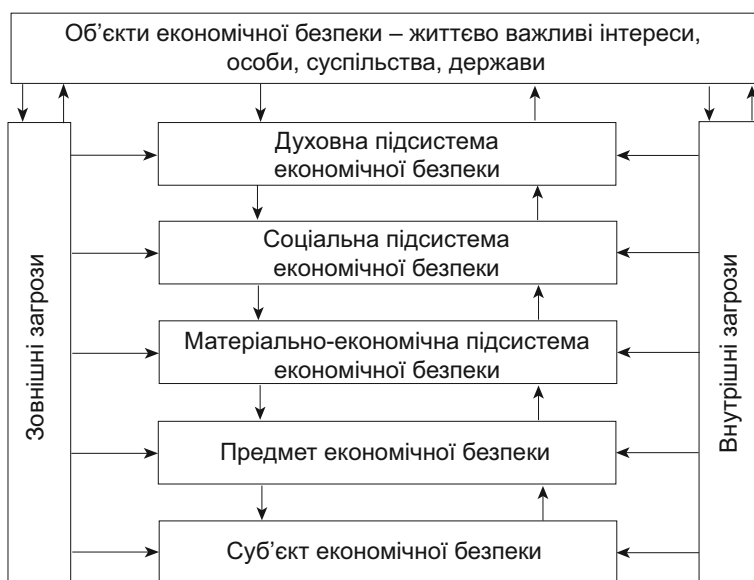 Об’єкти економічної безпеки – життєво важливі інтереси,
особи, суспільства, держави
Зовнішні загрози
Духовна підсистема
економічної безпеки
Соціальна підсистема
економічної безпеки
Матеріально-економічна підсистема
економічної безпеки
Предмет економічної безпеки
Суб’єкт економічної безпеки
Внутрішні загрози